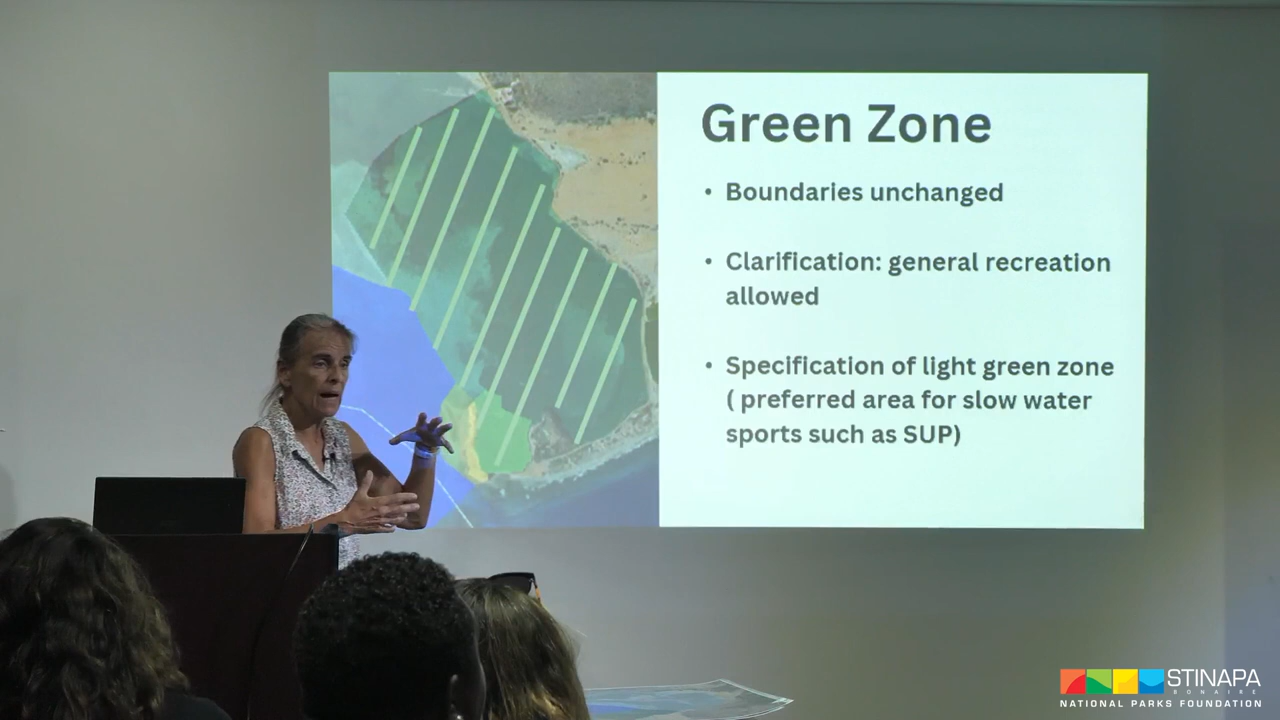 Green Zone
• Boundaries unchanged
• Clarification: general recreation
allowed
• Specification of light green zone
( preferred area for slow water
sports such as SUP)
STINAPA
BONAIRE
NATIONAL PARKS FOUNDATION